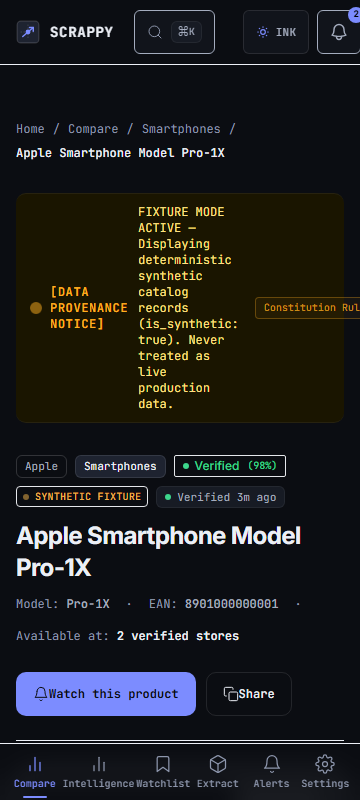 SCRAPPY
⌘K
INK
2
Home / Compare / Smartphones /
Apple Smartphone Model Pro-1X
[DATA
PROVENANCE
NOTICE]
FIXTURE MODE
ACTIVE —
Displaying
deterministic
synthetic
catalog
records
(is_synthetic:
true). Never
treated as
live
production
data.
Constitution Rul
Apple
Smartphones
Verified (98%)
SYNTHETIC FIXTURE
Verified 3m ago
Apple Smartphone Model
Pro-1X
Model: Pro-1X · EAN: 8901000000001 ·
Available at: 2 verified stores
Watch this product
Share
Compare Intelligence Watchlist Extract Alerts Settings